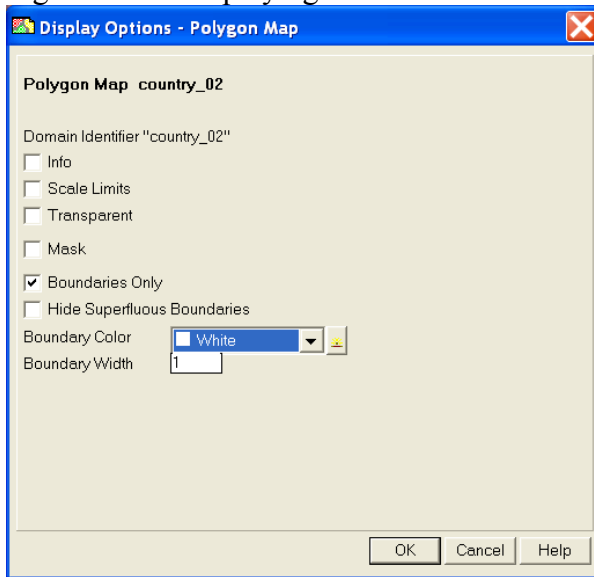 Display Options - Polygon Map
Polygon Map country_02
Domain Identifier "country_02"
Info
Scale Limits
Transparent
Mask
Boundaries Only
Hide Superfluous Boundaries
Boundary Color White
Boundary Width 1
OK Cancel Help